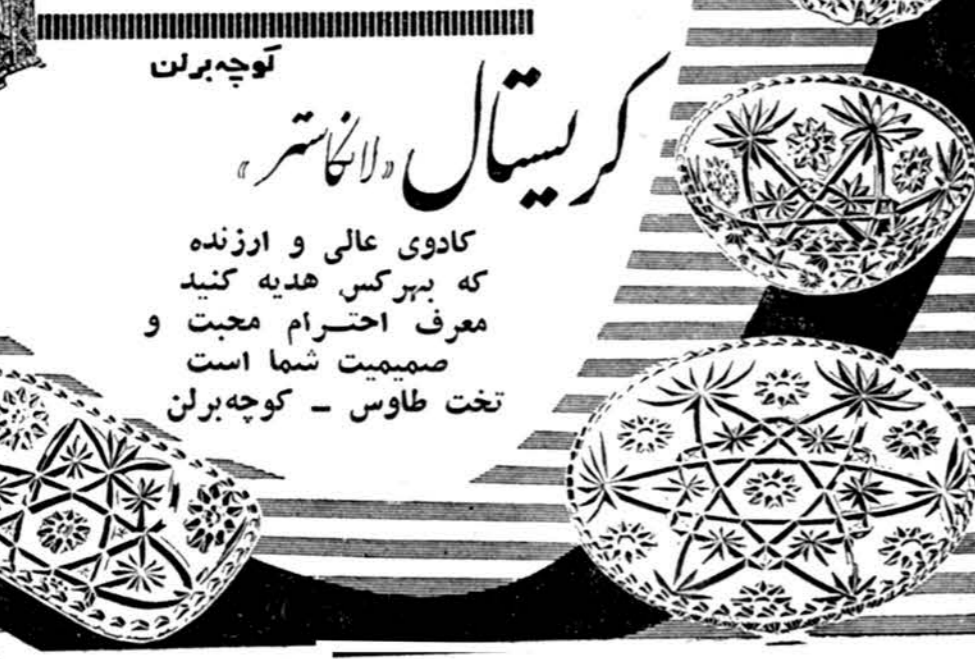 کوچه‌برلن
کریستال «لانکاستر»
کادوی عالی و ارزنده
که بهرکس هدیه کنید
معرف احتـرام محبت و
صمیمیت شما است
تخت طاوس ـ کوچه‌برلن